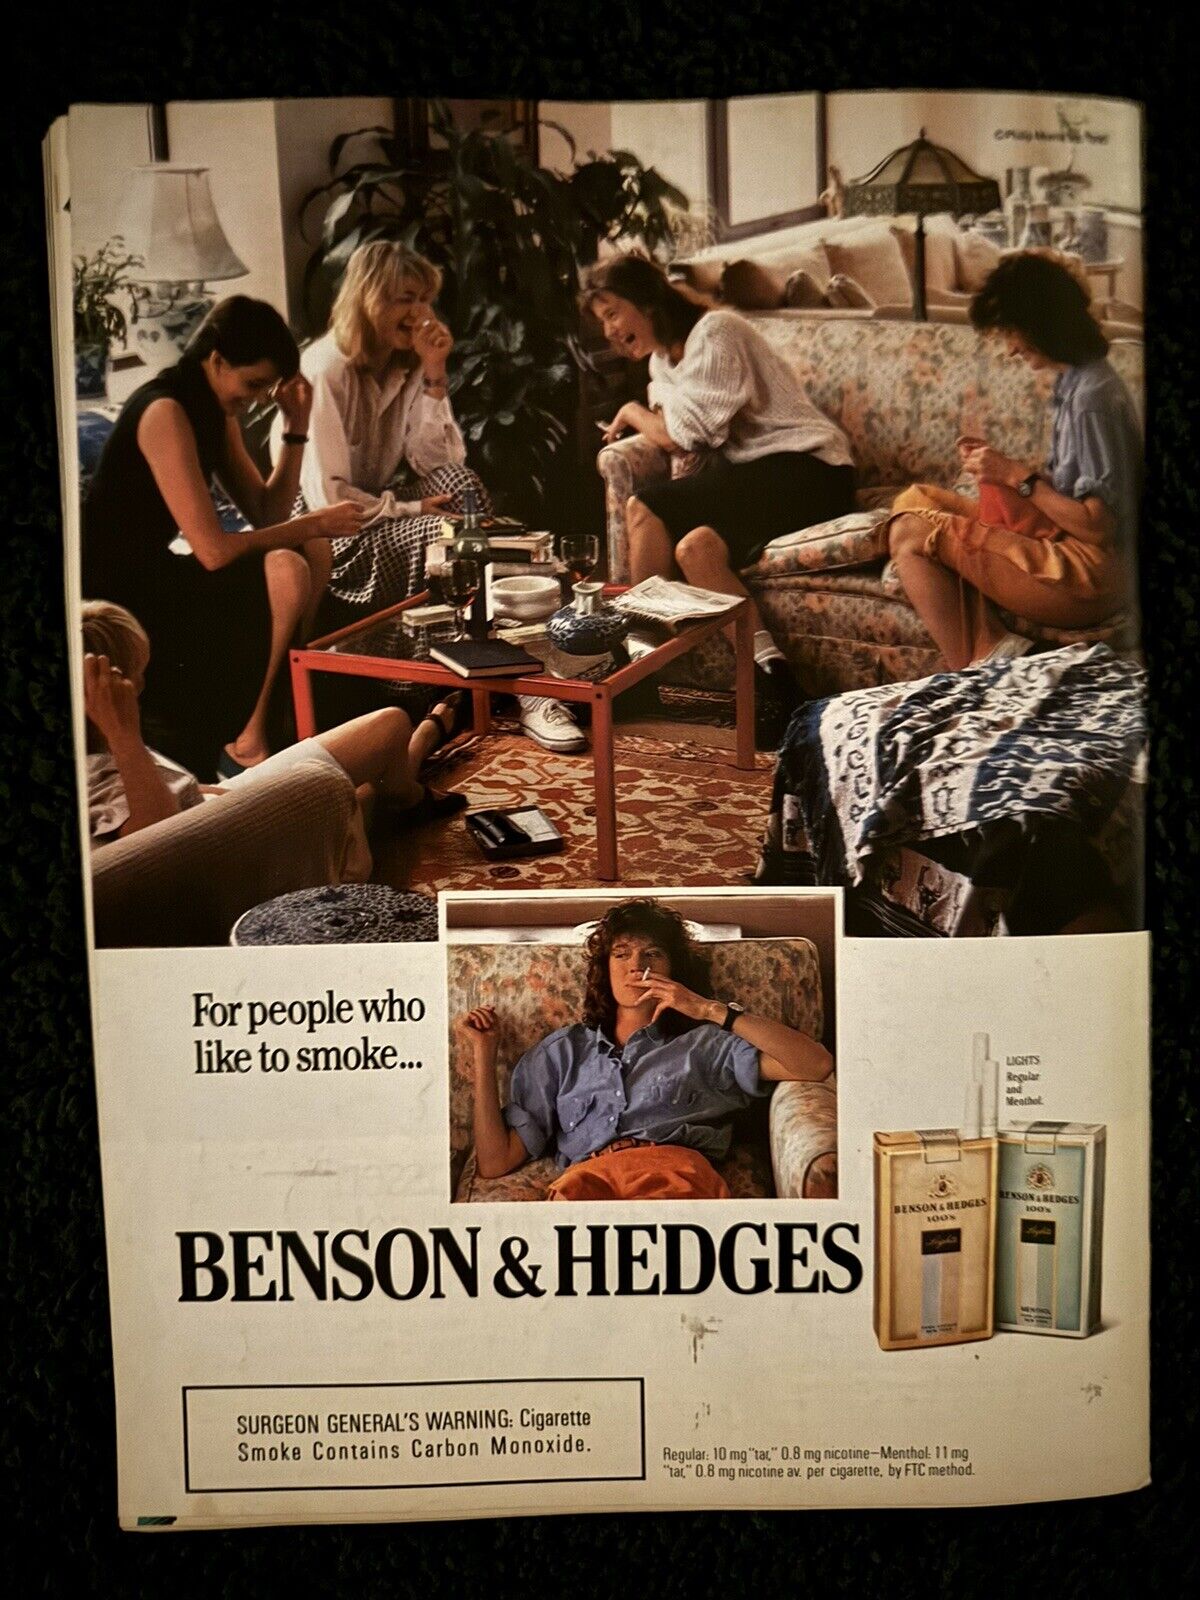 For people who
like to smoke...
LIGHTS
Regular
and
Menthol.
BENSON & HEDGES
100's
Lights
BENSON & HEDGES
100's
Lights
MENTHOL
BENSON & HEDGES
SURGEON GENERAL'S WARNING: Cigarette
Smoke Contains Carbon Monoxide.
Regular: 10 mg "tar," 0.8 mg nicotine—Menthol: 11 mg
"tar," 0.8 mg nicotine av. per cigarette, by FTC method.